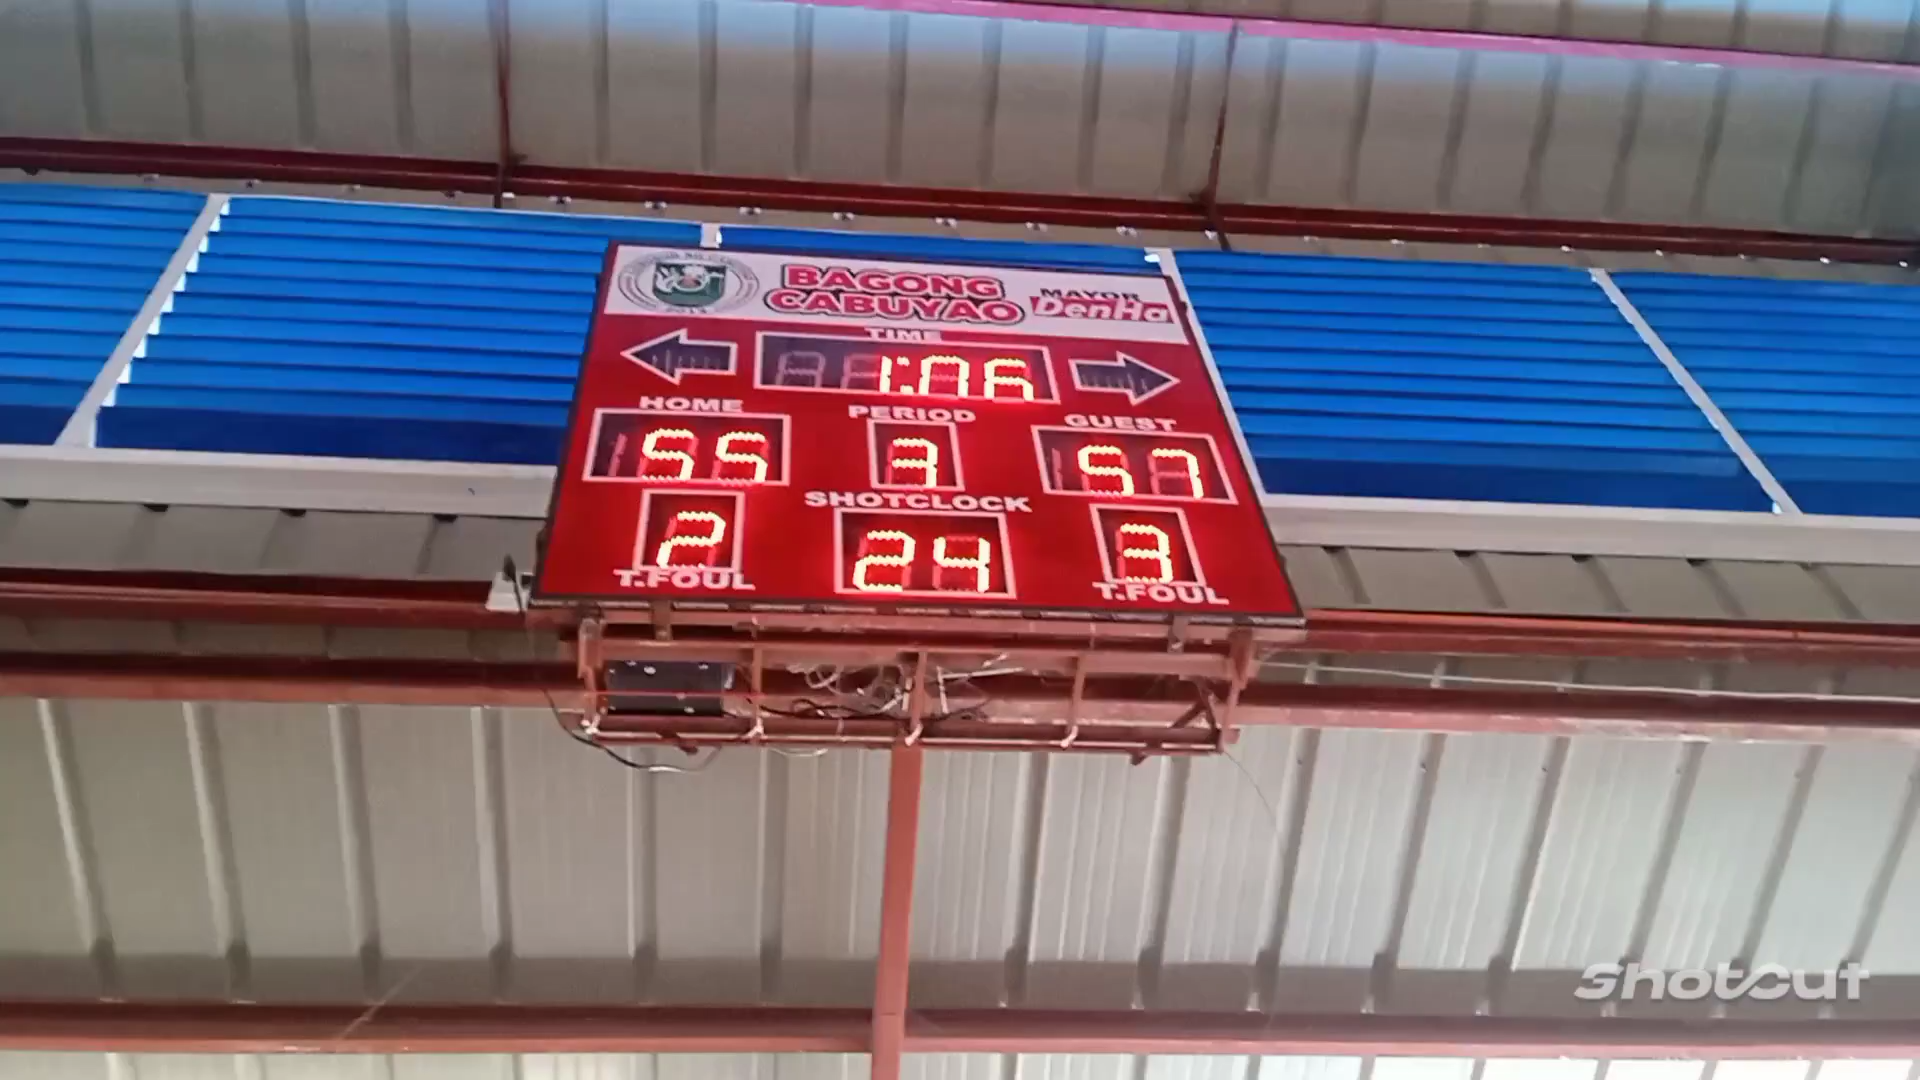 BAGONG
CABUYAO
MAYOR
DenHa
TIME
1:06
HOME
PERIOD
GUEST
55
3
57
SHOTCLOCK
2
24
3
T.FOUL
T.FOUL
ShotCut